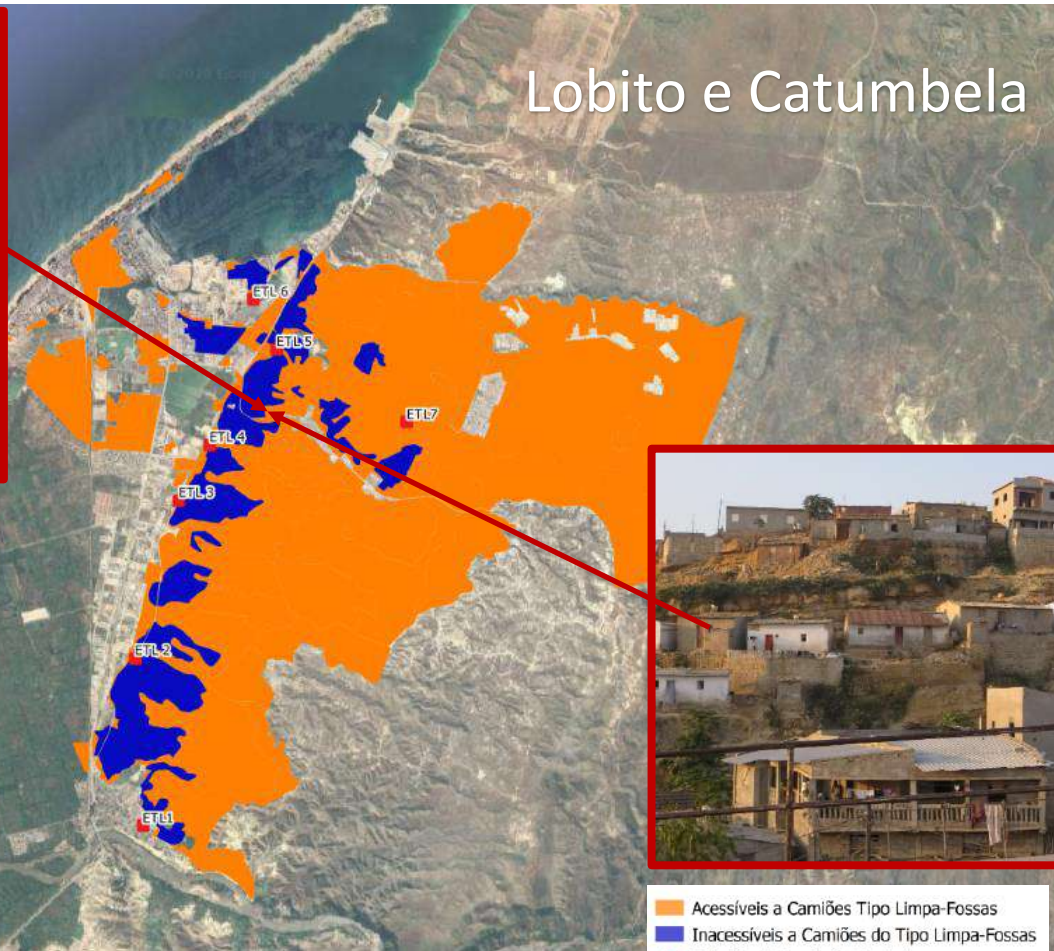 Lobito e Catumbela
ETL 6
ETL 5
ETL7
ETL 4
ETL 3
ETL 2
ETL1
Acessíveis a Camiões Tipo Limpa-Fossas
Inacessíveis a Camiões do Tipo Limpa-Fossas